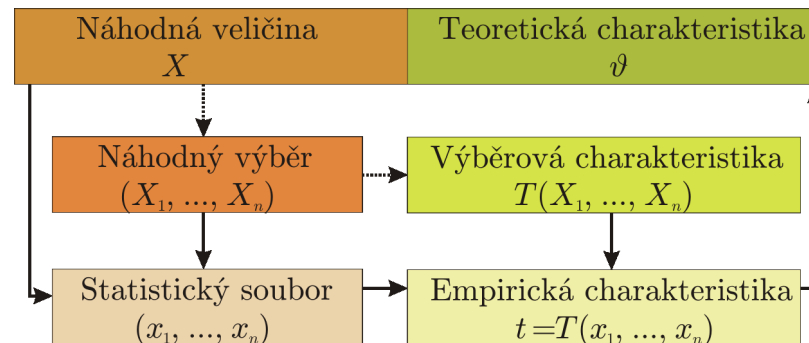 Náhodná veličina
X
Teoretická charakteristika
ϑ
Náhodný výběr
(X₁, ..., Xₙ)
Výběrová charakteristika
T(X₁, ..., Xₙ)
Statistický soubor
(x₁, ..., xₙ)
Empirická charakteristika
t=T(x₁, ..., xₙ)